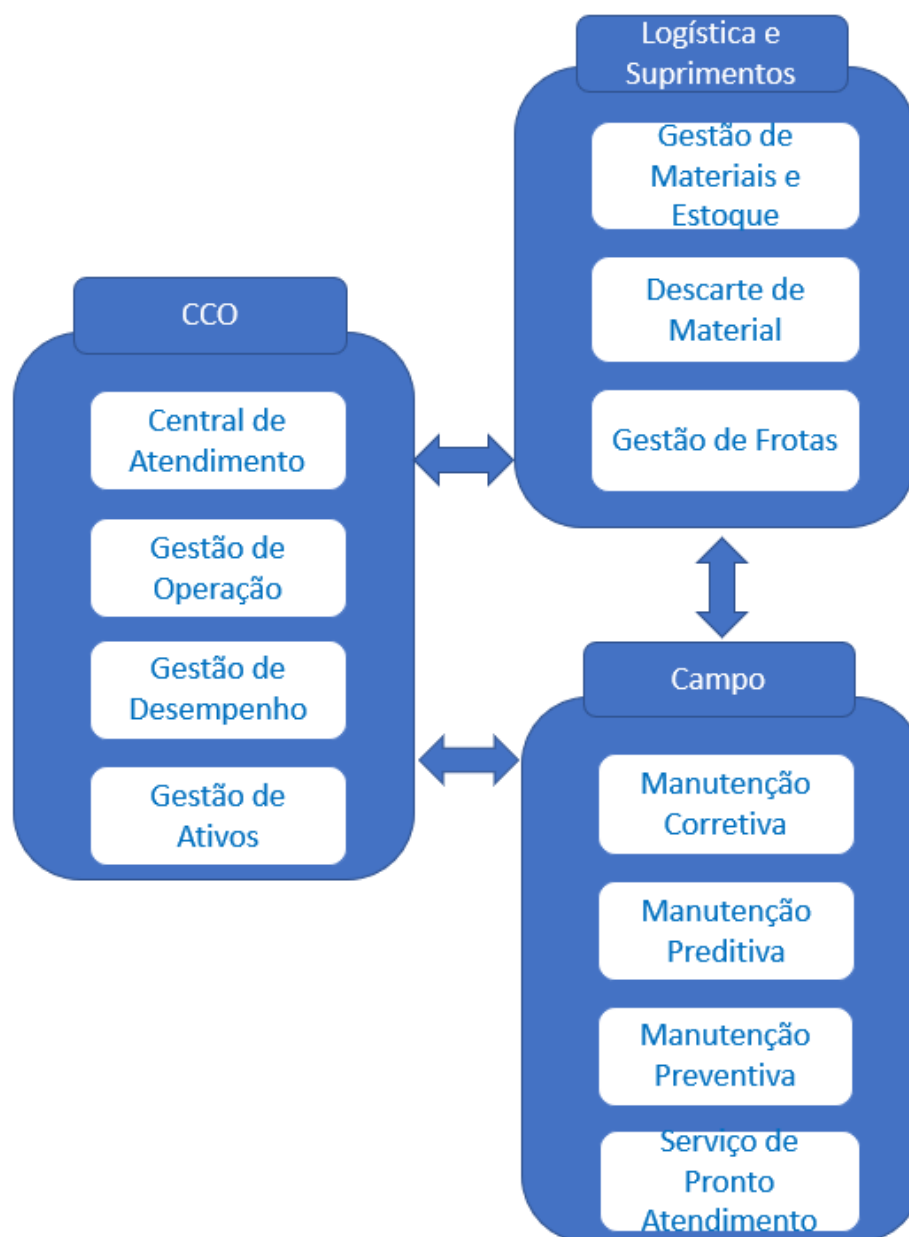 Logística e
Suprimentos
Gestão de
Materiais e
Estoque
Descarte de
Material
Gestão de Frotas
CCO
Central de
Atendimento
Gestão de
Operação
Gestão de
Desempenho
Gestão de
Ativos
Campo
Manutenção
Corretiva
Manutenção
Preditiva
Manutenção
Preventiva
Serviço de
Pronto
Atendimento